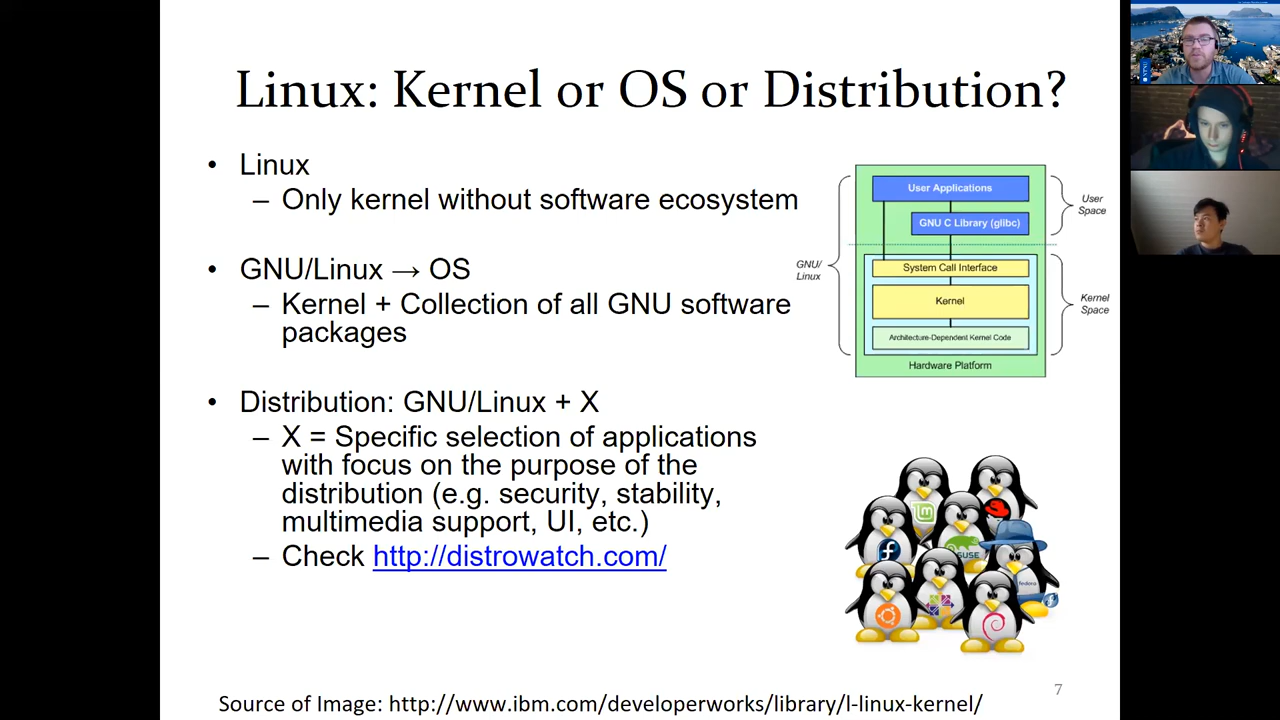 Linux: Kernel or OS or Distribution?
• Linux
– Only kernel without software ecosystem
• GNU/Linux → OS
– Kernel + Collection of all GNU software
packages
• Distribution: GNU/Linux + X
– X = Specific selection of applications
with focus on the purpose of the
distribution (e.g. security, stability,
multimedia support, UI, etc.)
– Check http://distrowatch.com/
User Applications
GNU C Library (glibc)
User
Space
GNU/
Linux
System Call Interface
Kernel
Kernel
Space
Architecture-Dependent Kernel Code
Hardware Platform
fedora
NTNU
7
Source of Image: http://www.ibm.com/developerworks/library/l-linux-kernel/